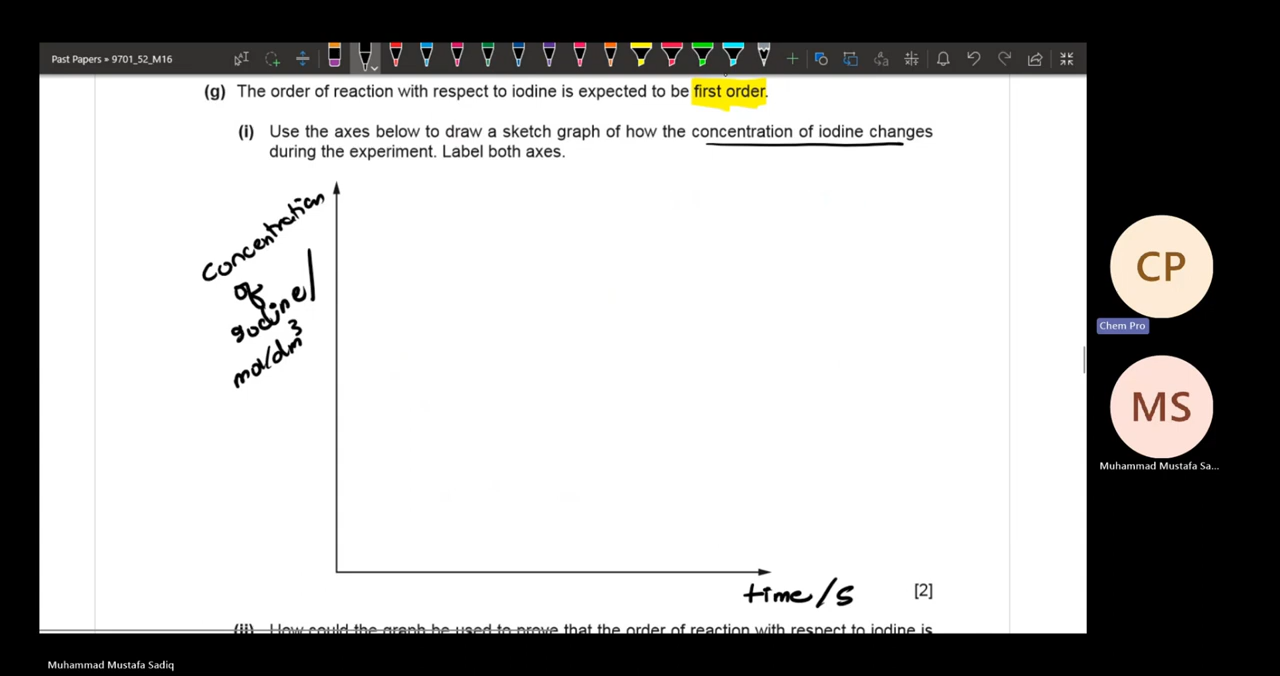 Past Papers » 9701_52_M16
(g) The order of reaction with respect to iodine is expected to be first order.
(i) Use the axes below to draw a sketch graph of how the concentration of iodine changes
during the experiment. Label both axes.
Concentration
of
iodine/
mol/dm³
time/s
[2]
(ii) How could the graph be used to prove that the order of reaction with respect to iodine is
CP
Chem Pro
MS
Muhammad Mustafa Sa...
Muhammad Mustafa Sadiq